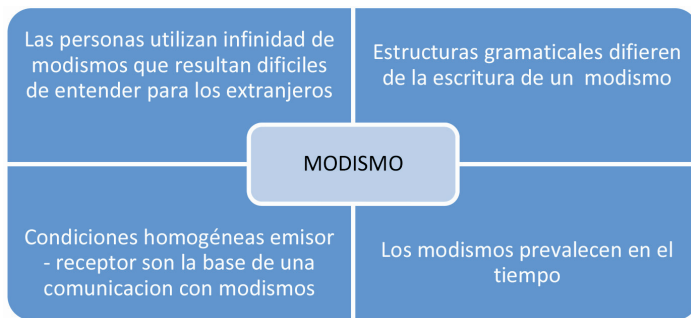 Las personas utilizan infinidad de
modismos que resultan dificiles
de entender para los extranjeros
Estructuras gramaticales difieren
de la escritura de un modismo
MODISMO
Condiciones homogéneas emisor
- receptor son la base de una
comunicacion con modismos
Los modismos prevalecen en el
tiempo